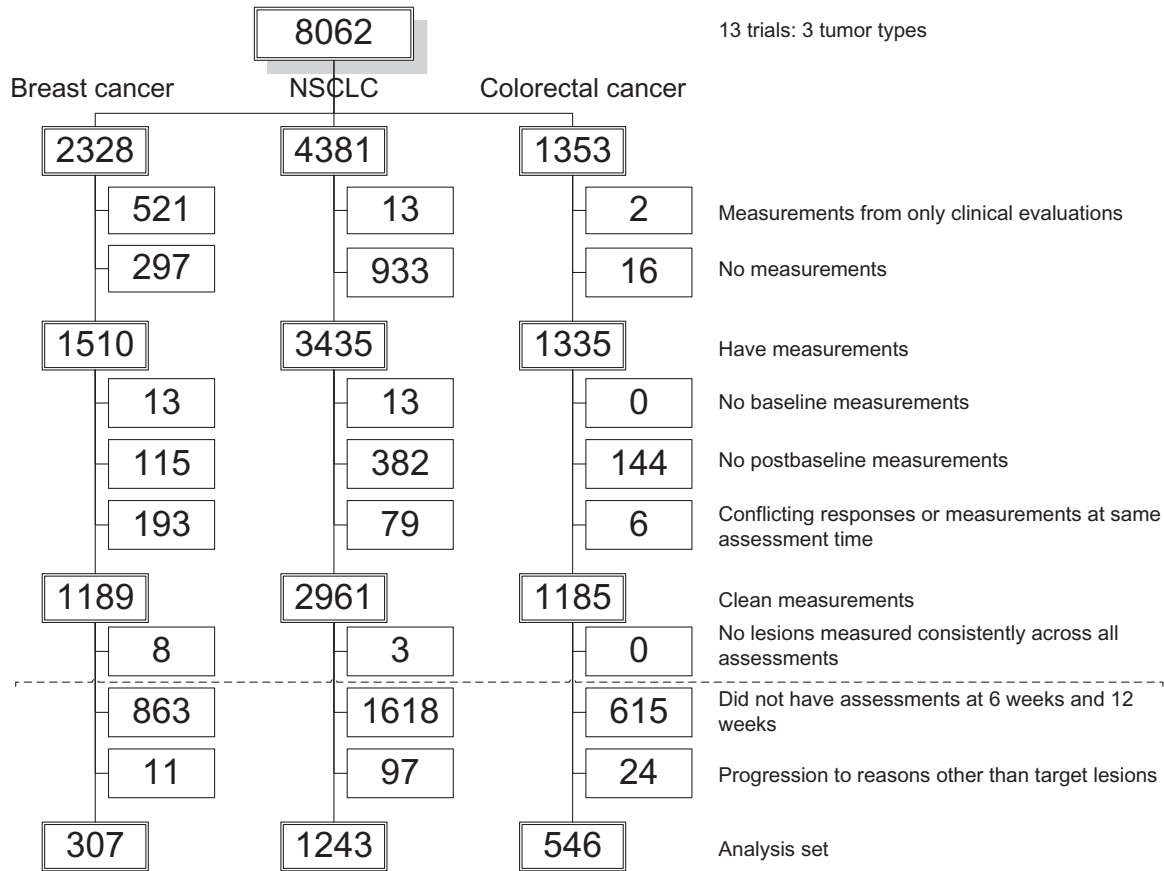 8062
13 trials: 3 tumor types
Breast cancer NSCLC Colorectal cancer
2328 4381 1353
521 13 2 Measurements from only clinical evaluations
297 933 16 No measurements
1510 3435 1335 Have measurements
13 13 0 No baseline measurements
115 382 144 No postbaseline measurements
193 79 6 Conflicting responses or measurements at same
assessment time
1189 2961 1185 Clean measurements
8 3 0 No lesions measured consistently across all
assessments
863 1618 615 Did not have assessments at 6 weeks and 12
weeks
11 97 24 Progression to reasons other than target lesions
307 1243 546 Analysis set